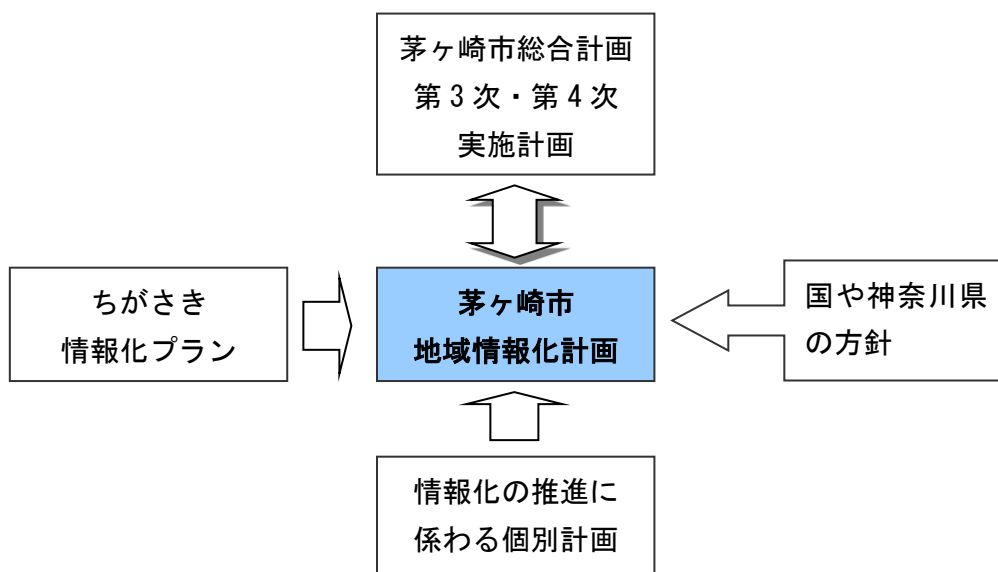 茅ヶ崎市総合計画
第３次・第４次
実施計画
ちがさき
情報化プラン
茅ヶ崎市
地域情報化計画
国や神奈川県
の方針
情報化の推進に
係わる個別計画